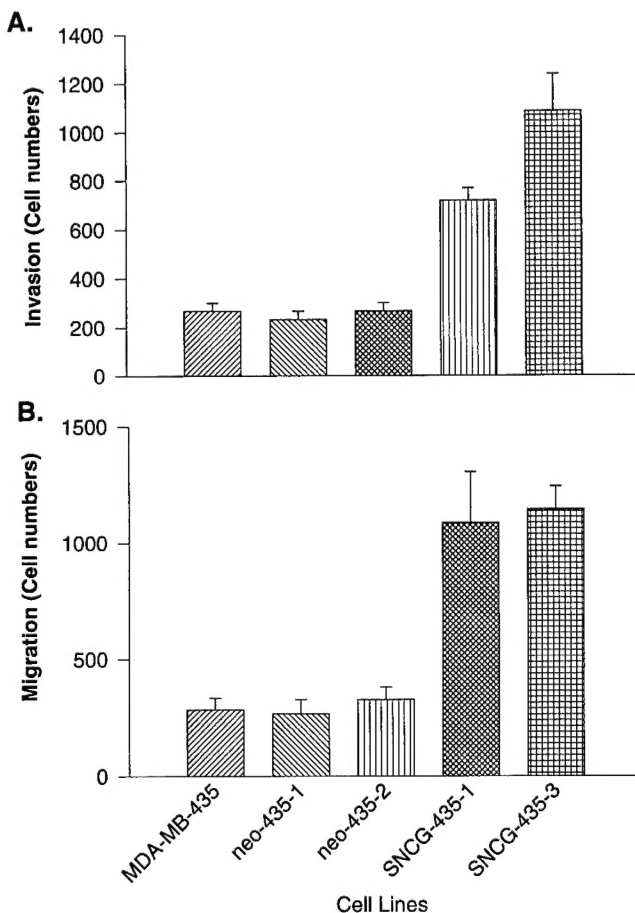 A.
Invasion (Cell numbers)
1400
1200
1000
800
600
400
200
0
B.
Migration (Cell numbers)
1500
1000
500
0
MDA-MB-435
neo-435-1
neo-435-2
SNCG-435-1
SNCG-435-3
Cell Lines